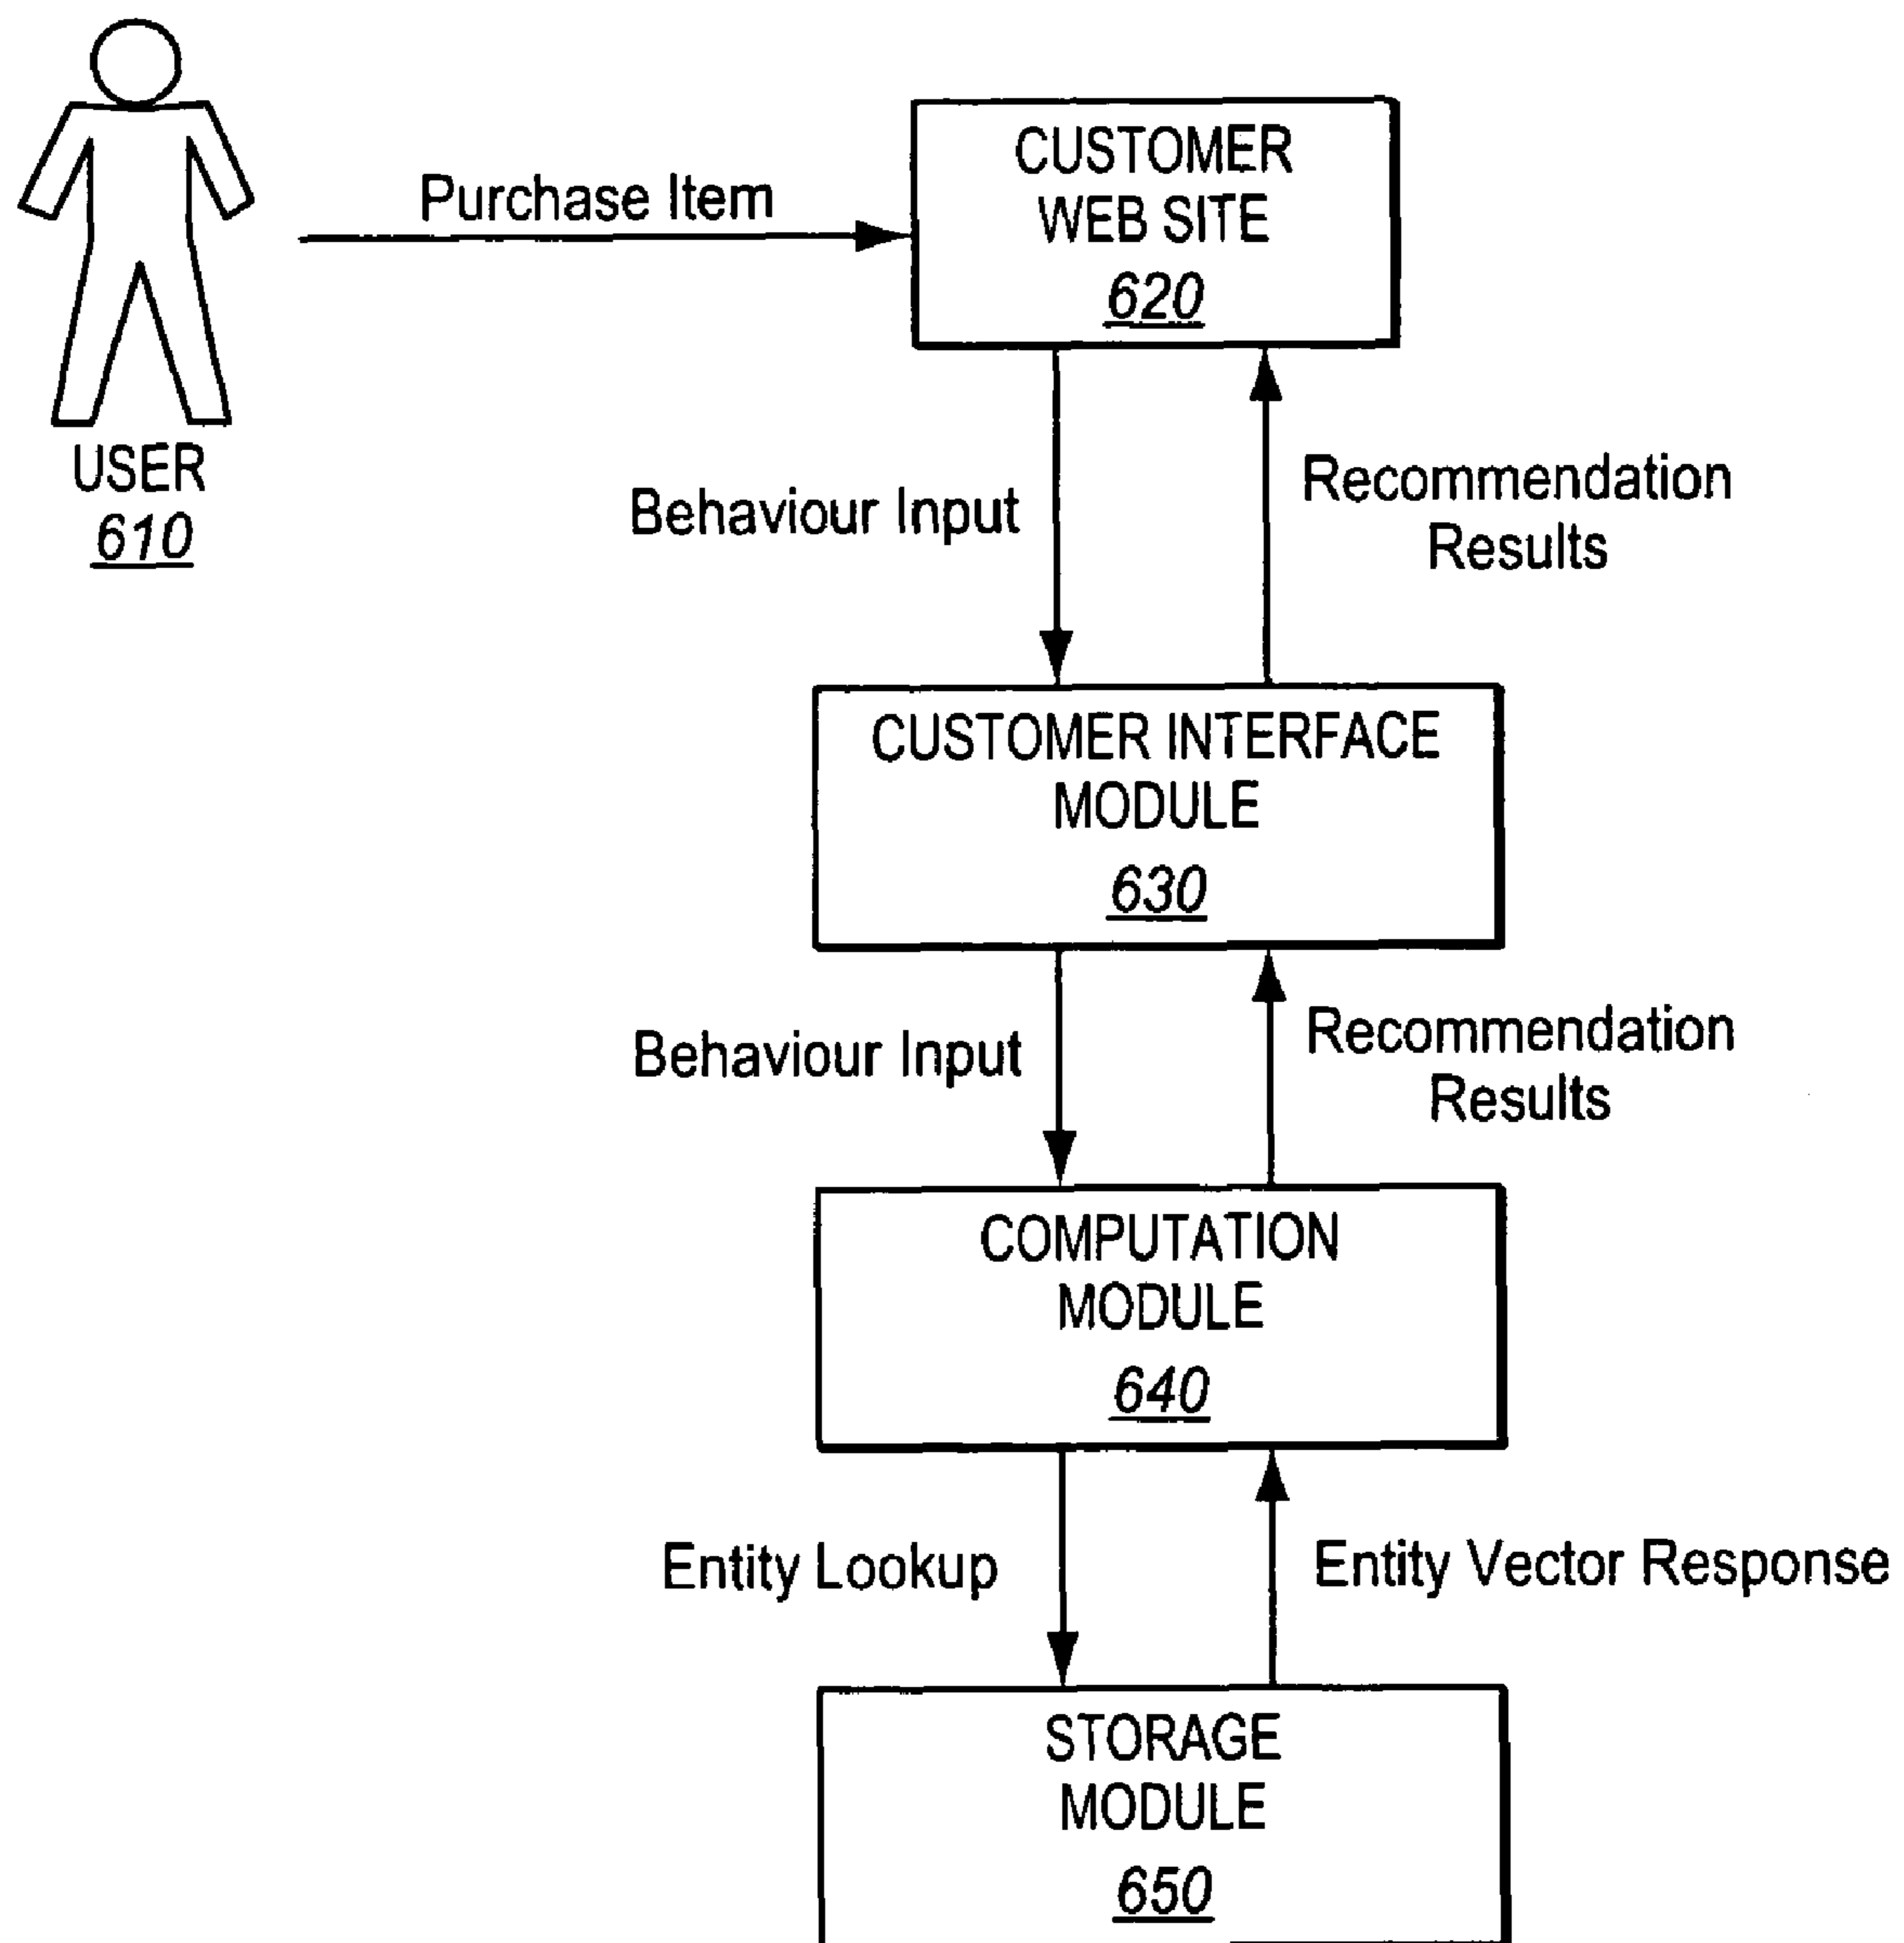 CUSTOMER
WEB SITE
620
Purchase Item
USER
610
Behaviour Input
Recommendation
Results
CUSTOMER INTERFACE
MODULE
630
Behaviour Input
Recommendation
Results
COMPUTATION
MODULE
640
Entity Lookup
Entity Vector Response
STORAGE
MODULE
650